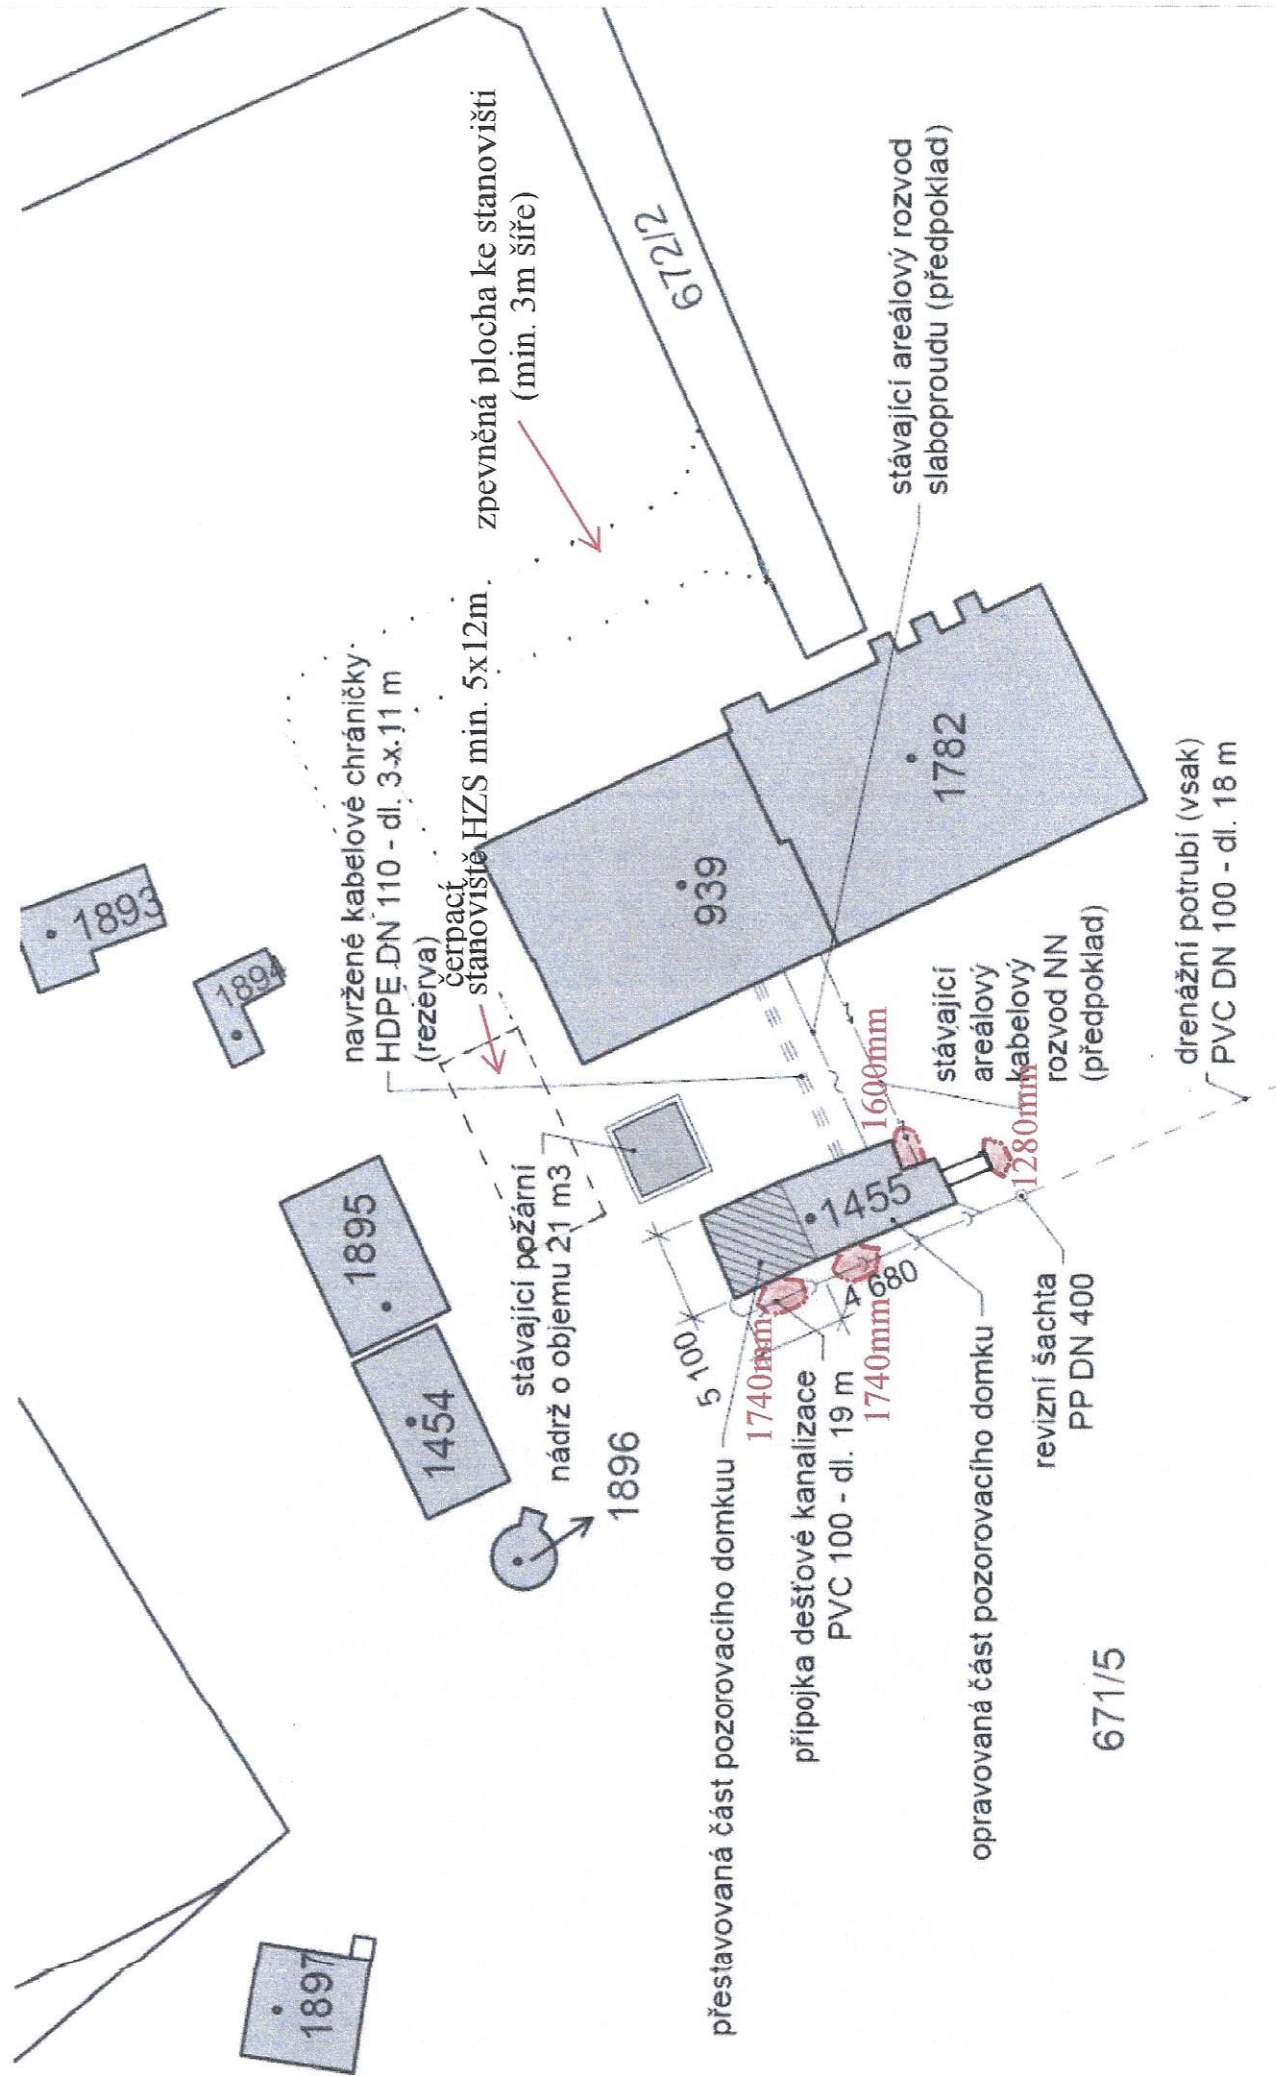 1893
1894
navržené kabelové chráničky
HDPE DN 110 - dl. 3 x 11 m
(rezerva)
čerpací
stanoviště HZS min. 5x12m
zpevněná plocha ke stanovišti
(min. 3m šíře)
672/2
1895
1454
stávající požární
nádrž o objemu 21 m3
1896
939
1782
stávající areálový rozvod
slaboproudu (předpoklad)
stávající
areálový
kabelový
rozvod NN
(předpoklad)
1600mm
1280mm
drenážní potrubí (vsak)
PVC DN 100 - dl. 18 m
1455
5 100
4 680
1740mm
1740mm
přestavovaná část pozorovacího domkuu
přípojka dešťové kanalizace
PVC 100 - dl. 19 m
opravovaná část pozorovacího domku
revizní šachta
PP DN 400
671/5
1897